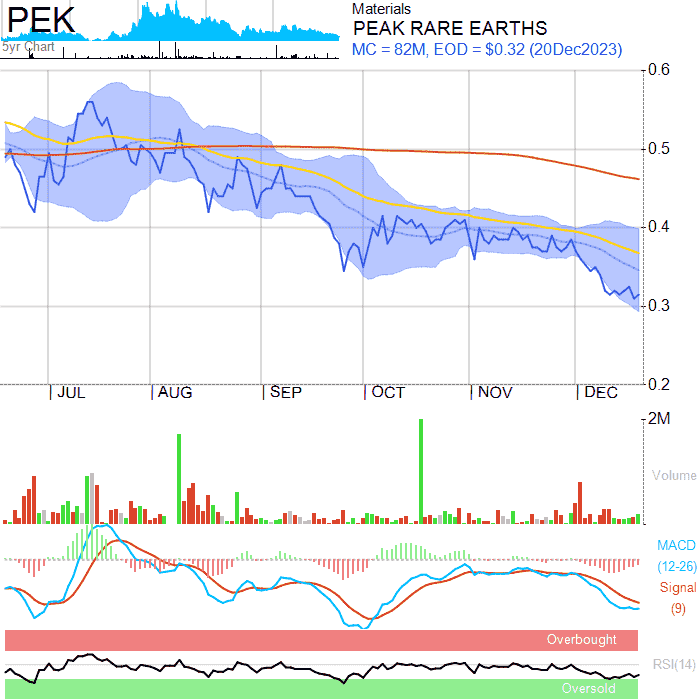 PEK
5yr Chart
Materials
PEAK RARE EARTHS
MC = 82M, EOD = $0.32 (20Dec2023)
0.6
0.5
0.4
0.3
0.2
JUL AUG SEP OCT NOV DEC
2M
Volume
MACD
(12-26)
Signal
(9)
Overbought
RSI(14)
Oversold